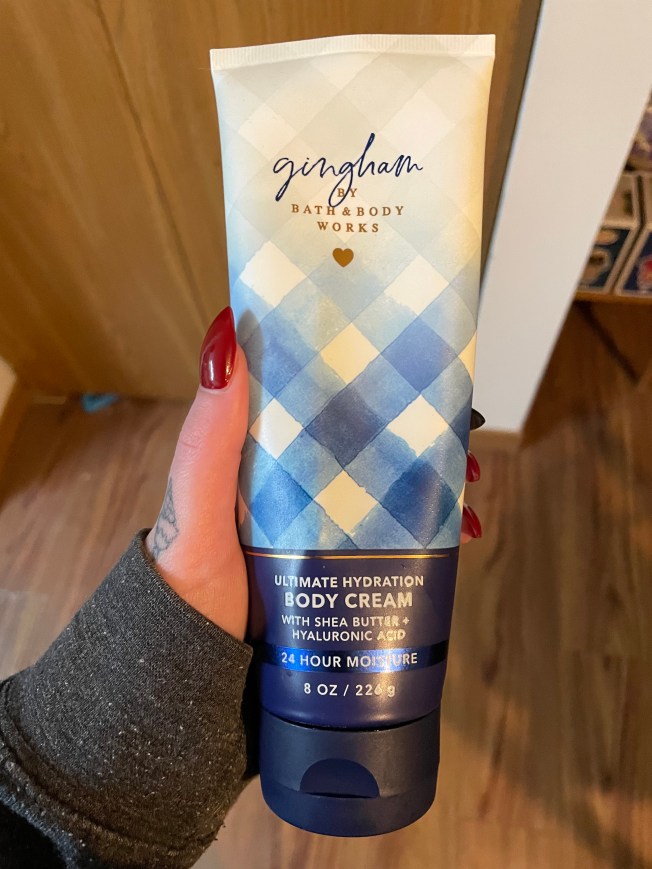 gingham
BY
BATH & BODY
WORKS
ULTIMATE HYDRATION
BODY CREAM
WITH SHEA BUTTER +
HYALURONIC ACID
24 HOUR MOISTURE
8 OZ / 226 g